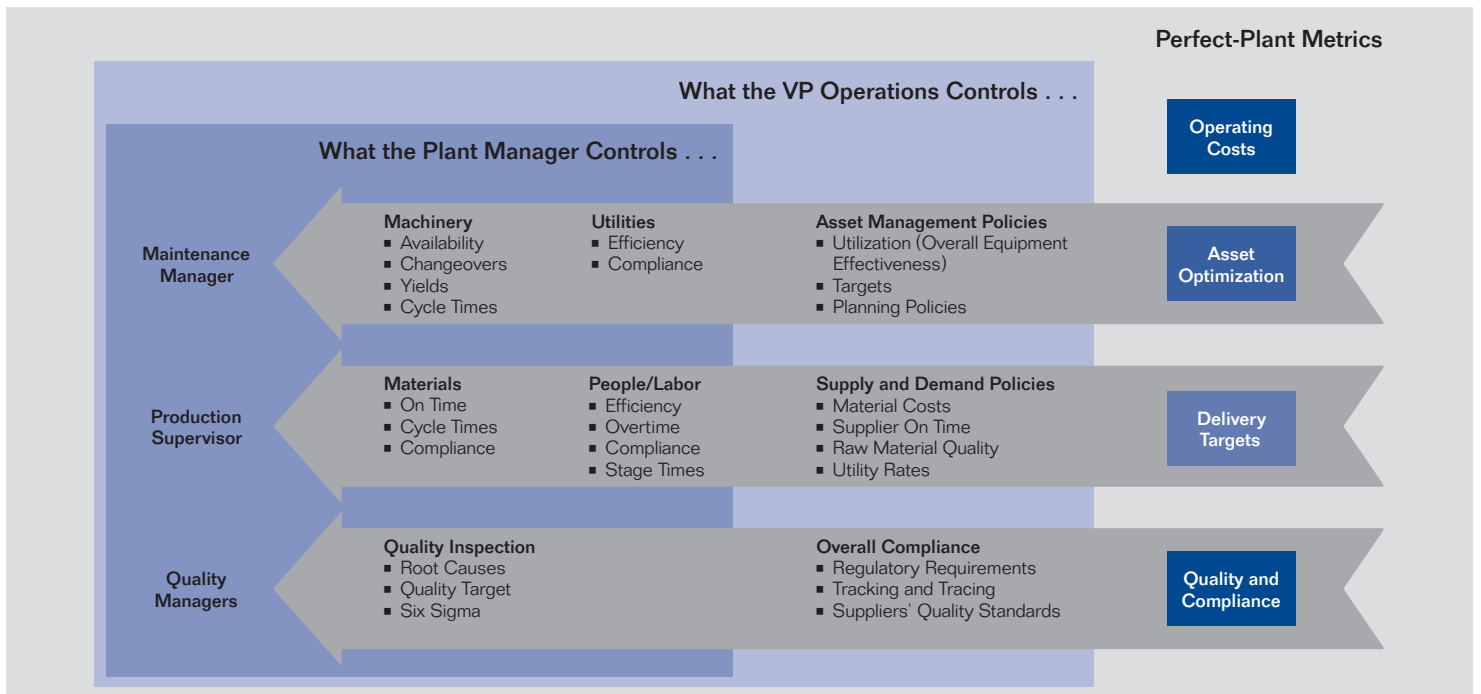 Perfect-Plant Metrics
What the VP Operations Controls . . .
Operating
Costs
What the Plant Manager Controls . . .
Maintenance
Manager
Machinery
▪ Availability
▪ Changeovers
▪ Yields
▪ Cycle Times
Utilities
▪ Efficiency
▪ Compliance
Asset Management Policies
▪ Utilization (Overall Equipment
Effectiveness)
▪ Targets
▪ Planning Policies
Asset
Optimization
Production
Supervisor
Materials
▪ On Time
▪ Cycle Times
▪ Compliance
People/Labor
▪ Efficiency
▪ Overtime
▪ Compliance
▪ Stage Times
Supply and Demand Policies
▪ Material Costs
▪ Supplier On Time
▪ Raw Material Quality
▪ Utility Rates
Delivery
Targets
Quality
Managers
Quality Inspection
▪ Root Causes
▪ Quality Target
▪ Six Sigma
Overall Compliance
▪ Regulatory Requirements
▪ Tracking and Tracing
▪ Suppliers’ Quality Standards
Quality and
Compliance